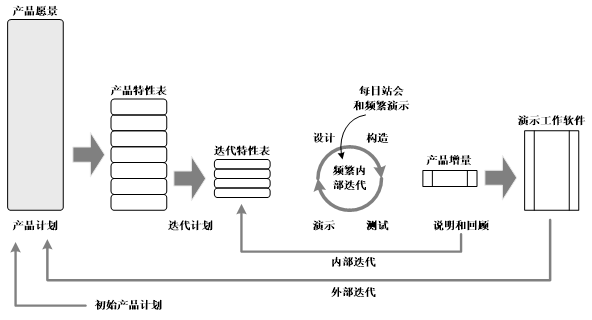 产品愿景
产品特性表
每日站会
和频繁演示
演示工作软件
设计
构造
迭代特性表
产品增量
频繁内
部迭代
产品计划
迭代计划
演示
测试
说明和回顾
内部迭代
外部迭代
初始产品计划